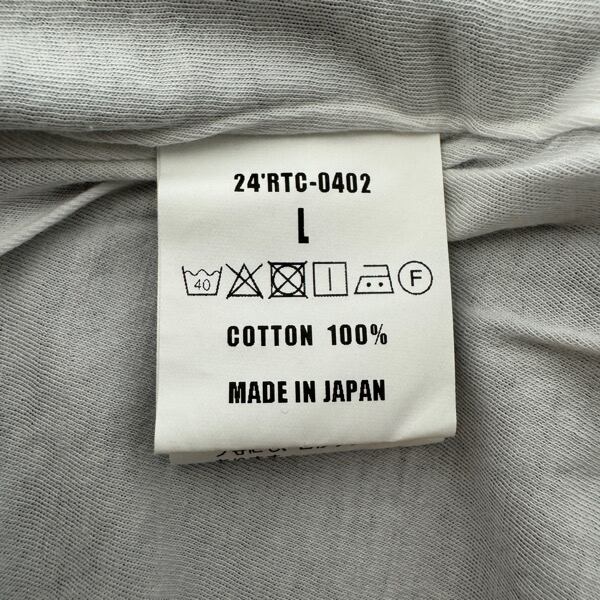 24'RTC-0402
L
40 F
COTTON 100%
MADE IN JAPAN